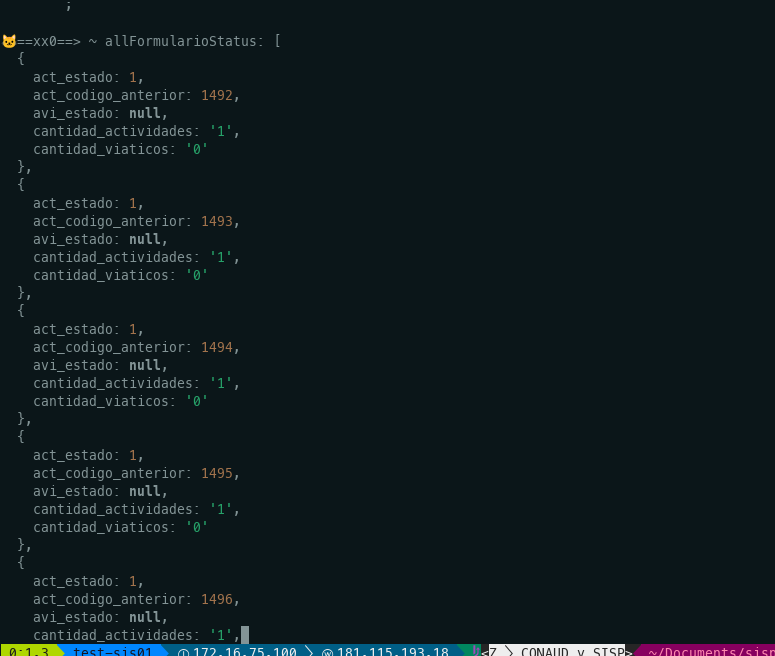 ;
🐱==xx0==> ~ allFormularioStatus: [
{
act_estado: 1,
act_codigo_anterior: 1492,
avi_estado: null,
cantidad_actividades: '1',
cantidad_viaticos: '0'
},
{
act_estado: 1,
act_codigo_anterior: 1493,
avi_estado: null,
cantidad_actividades: '1',
cantidad_viaticos: '0'
},
{
act_estado: 1,
act_codigo_anterior: 1494,
avi_estado: null,
cantidad_actividades: '1',
cantidad_viaticos: '0'
},
{
act_estado: 1,
act_codigo_anterior: 1495,
avi_estado: null,
cantidad_actividades: '1',
cantidad_viaticos: '0'
},
{
act_estado: 1,
act_codigo_anterior: 1496,
avi_estado: null,
cantidad_actividades: '1',
0:1.3 test-sis01 172.16.75.100 181.115.193.18 <Z CONAUD y SISP> ~/Documents/